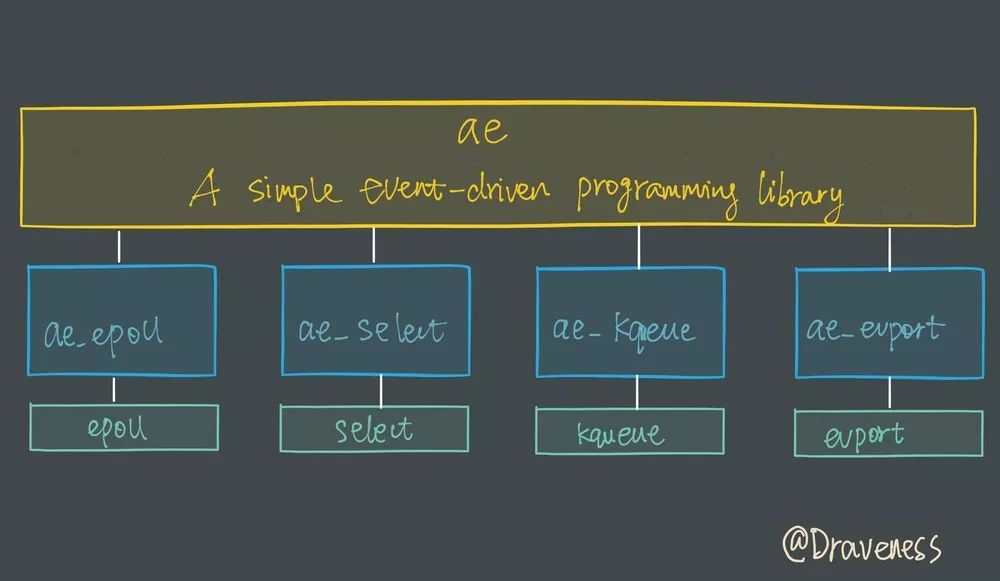 ae
A simple event-driven programming library
ae_epoll
ae_select
ae_kqueue
ae_evport
epoll
select
kqueue
evport
@Draveness